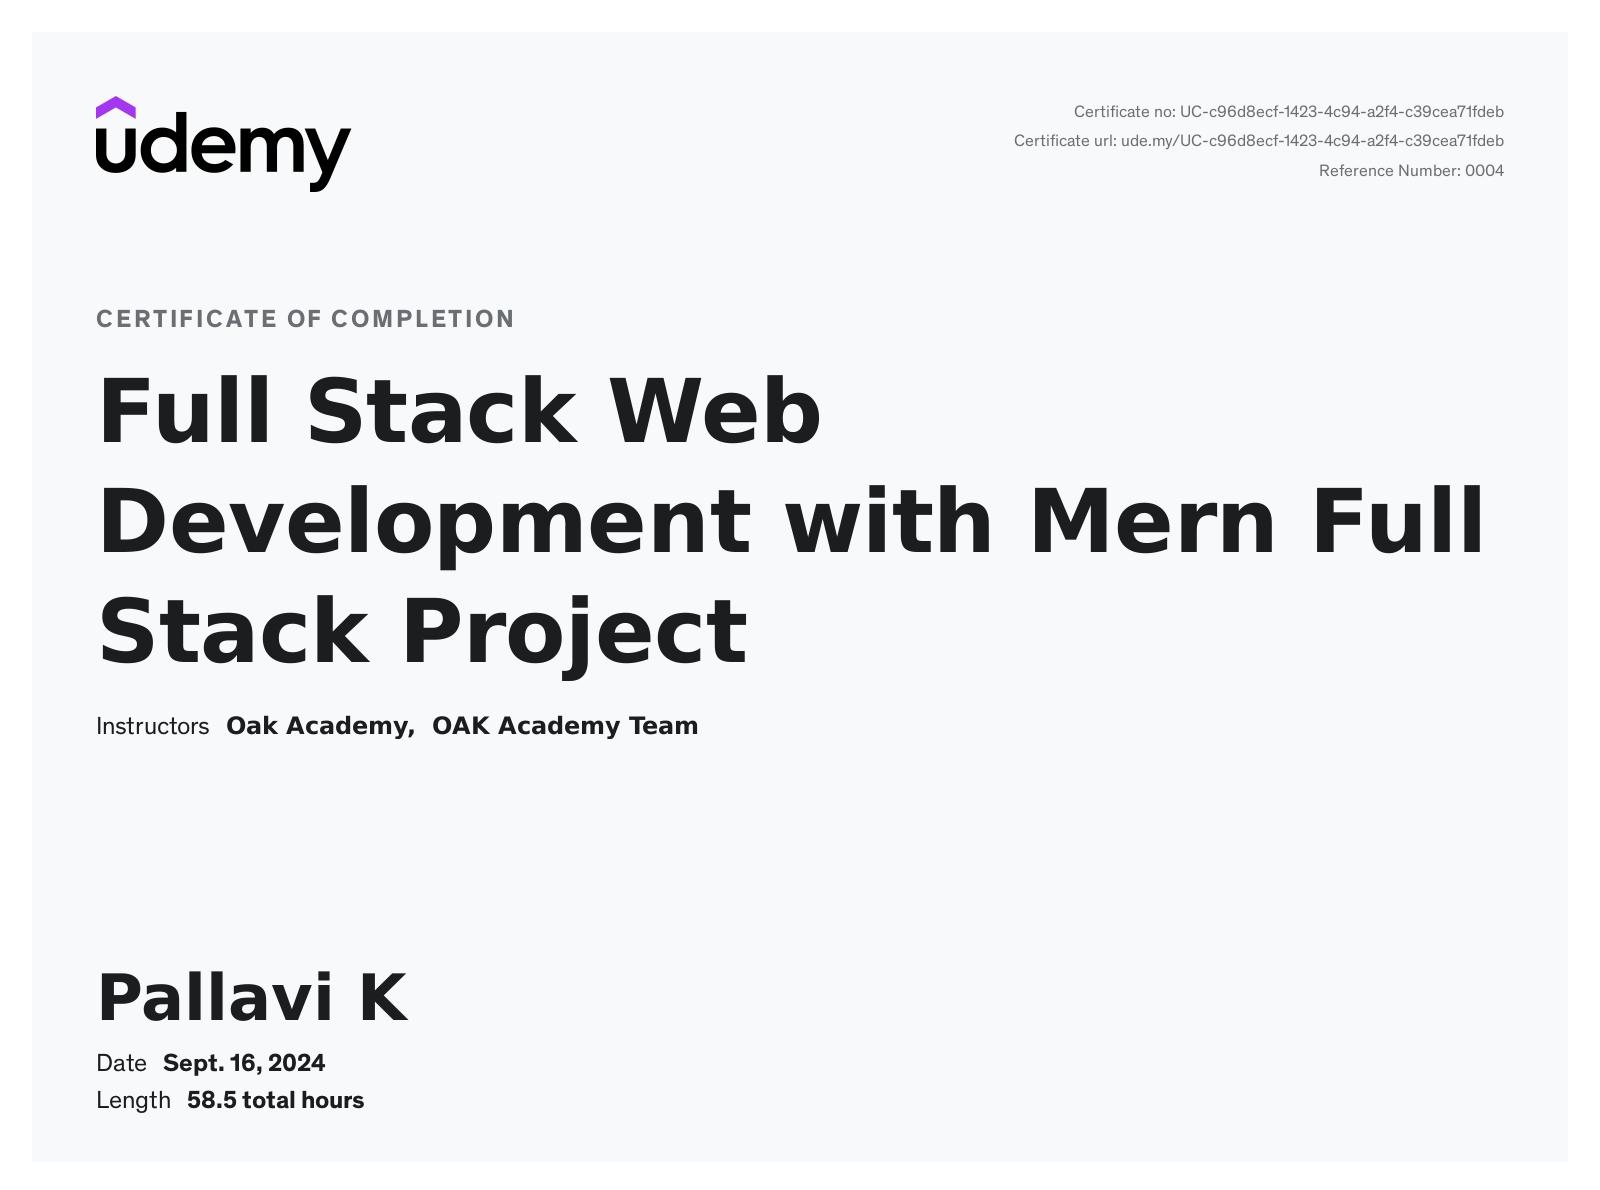 udemy
Certificate no: UC-c96d8ecf-1423-4c94-a2f4-c39cea71fdeb
Certificate url: ude.my/UC-c96d8ecf-1423-4c94-a2f4-c39cea71fdeb
Reference Number: 0004
CERTIFICATE OF COMPLETION
Full Stack Web
Development with Mern Full
Stack Project
Instructors Oak Academy, OAK Academy Team
Pallavi K
Date Sept. 16, 2024
Length 58.5 total hours